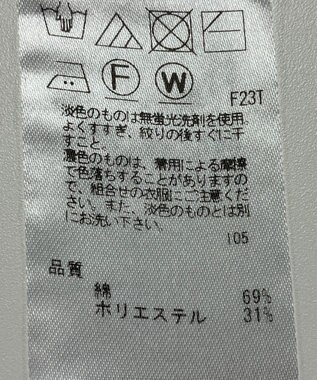 F
W
F23T
淡色のものは無蛍光洗剤を使用
よくすすぎ、絞りの後すぐに干
すこと。
濃色のものは、着用による摩擦
で色落ちすることがありますの
で、組合せの衣服にご注意くだ
さい。また、淡色のものとは別
にお洗い下さい。
105
品質
綿 69%
ポリエステル 31%